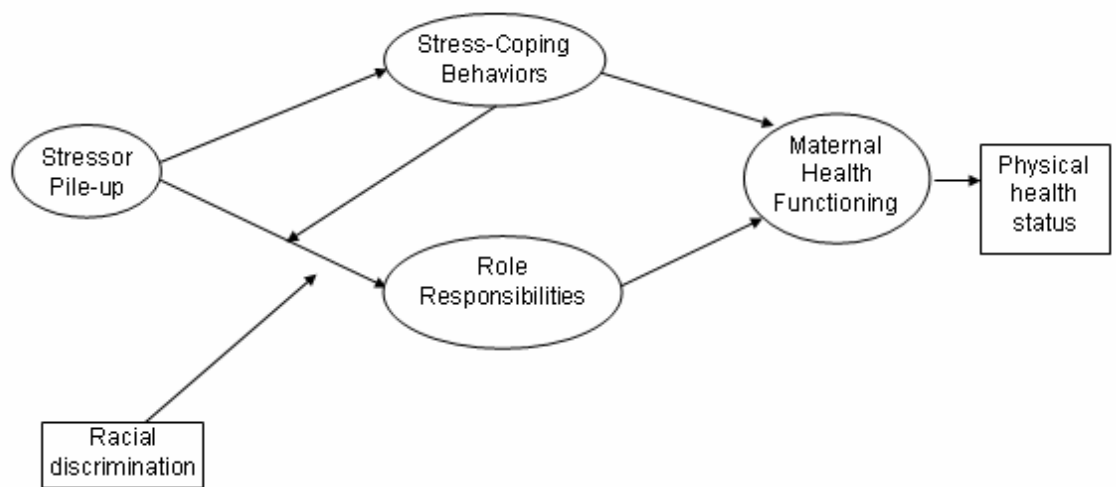 Stress-Coping
Behaviors
Stressor
Pile-up
Maternal
Health
Functioning
Physical
health
status
Role
Responsibilities
Racial
discrimination